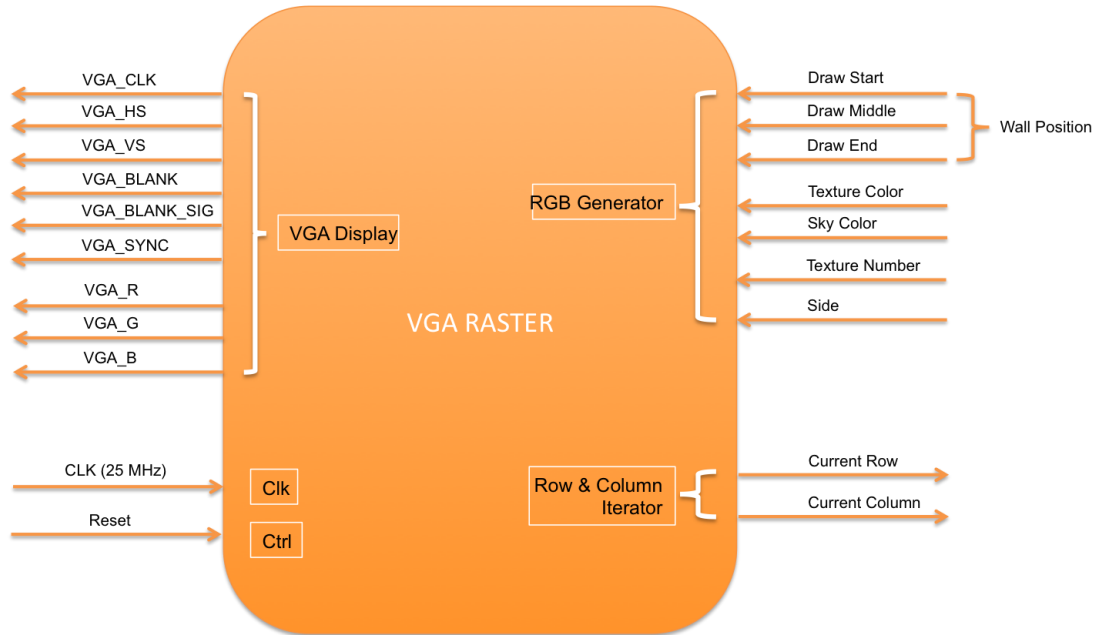 VGA_CLK
VGA_HS
VGA_VS
VGA_BLANK
VGA_BLANK_SIG
VGA_SYNC
VGA_R
VGA_G
VGA_B
VGA Display
CLK (25 MHz)
Reset
Clk
Ctrl
VGA RASTER
RGB Generator
Draw Start
Draw Middle
Draw End
Wall Position
Texture Color
Sky Color
Texture Number
Side
Row & Column
Iterator
Current Row
Current Column